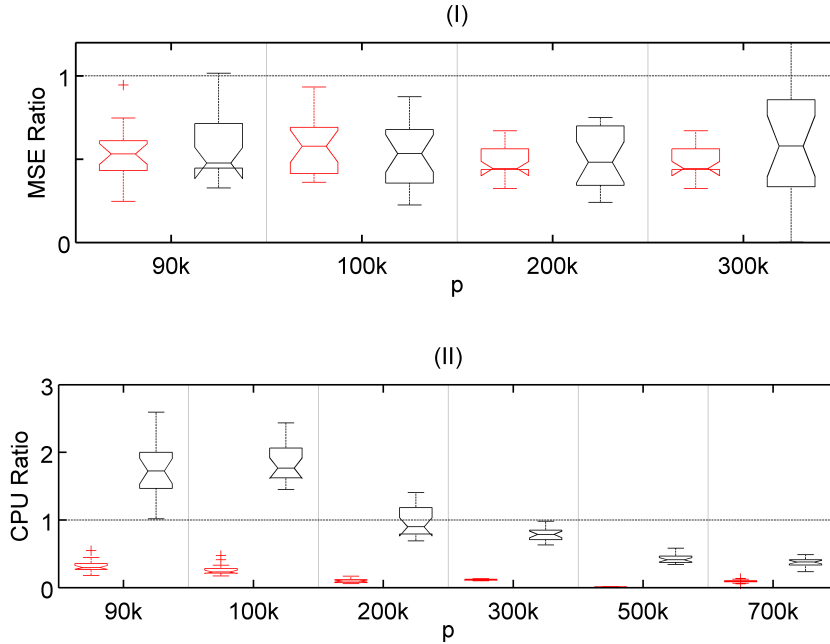 (I)
MSE Ratio
1
0
90k 100k 200k 300k
p
(II)
CPU Ratio
3
2
1
0
90k 100k 200k 300k 500k 700k
p